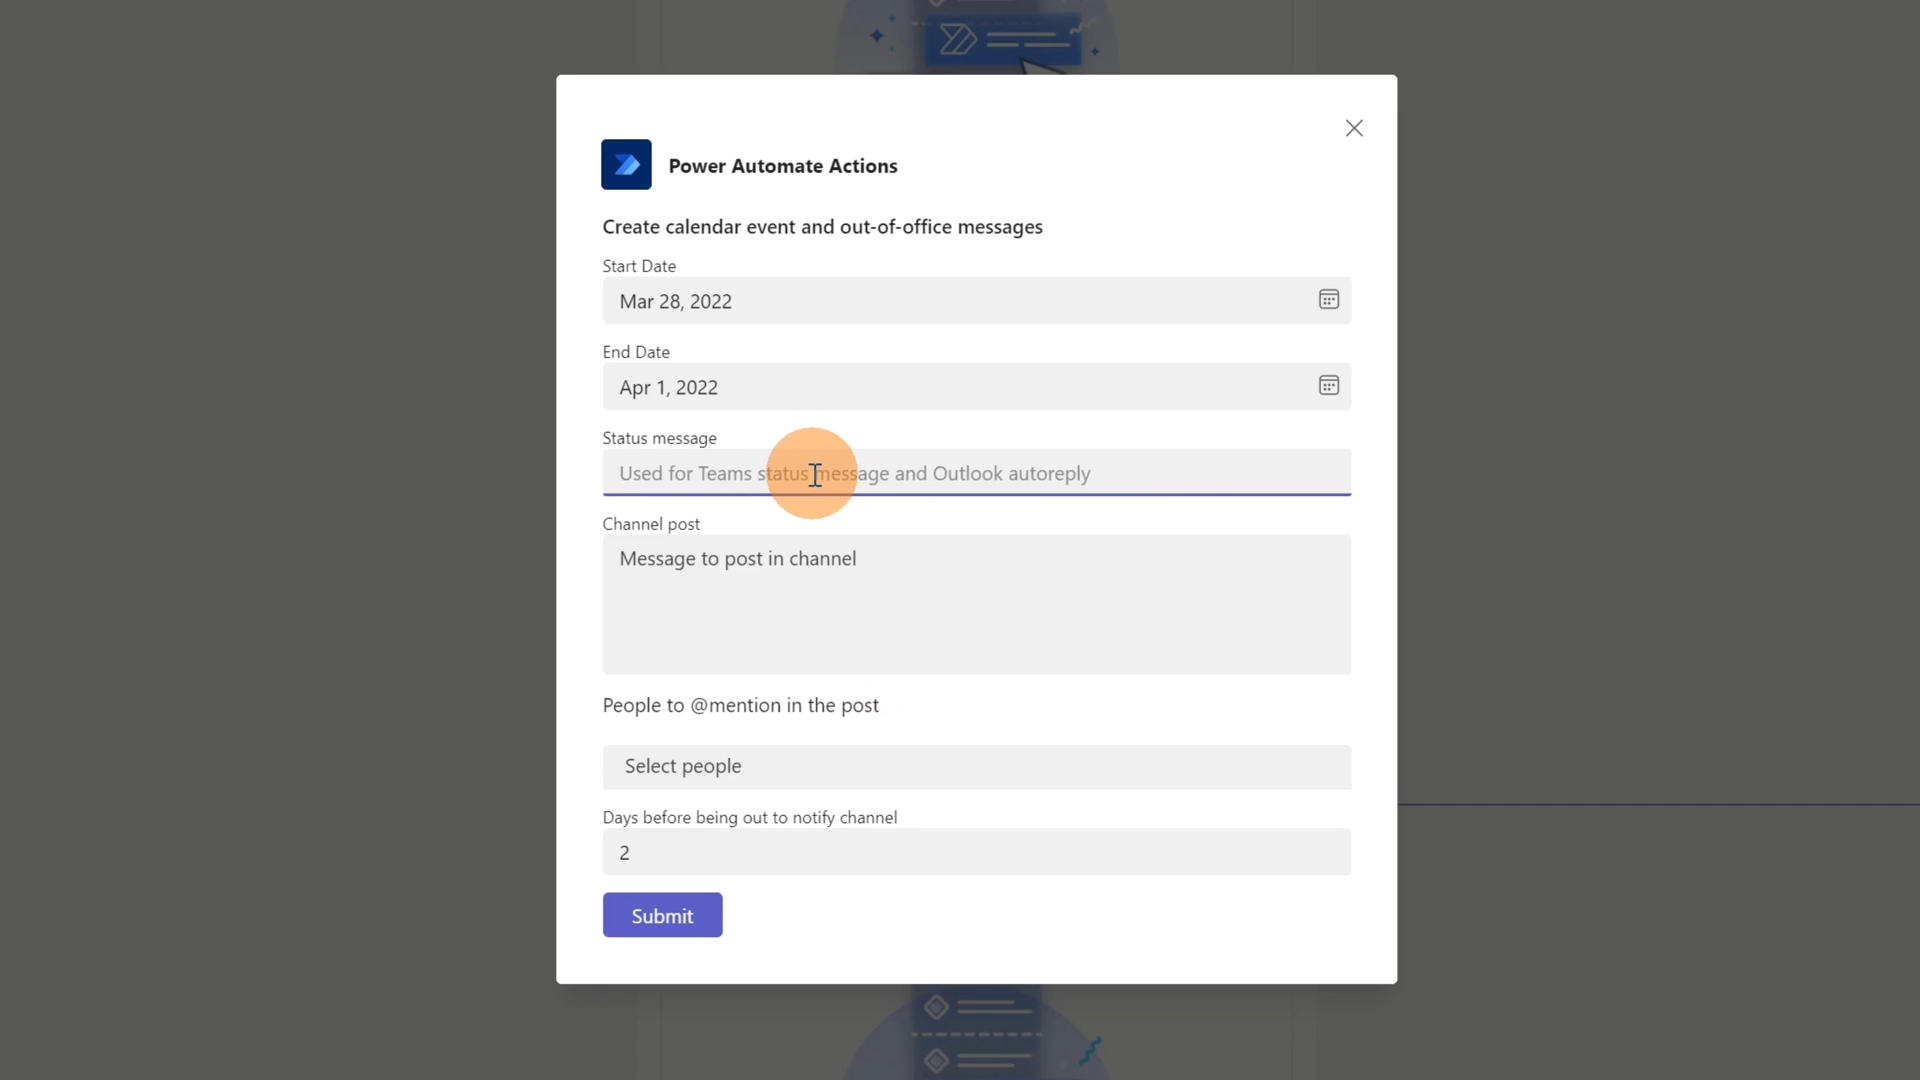 Power Automate Actions
Create calendar event and out-of-office messages
Start Date
Mar 28, 2022
End Date
Apr 1, 2022
Status message
Used for Teams status message and Outlook autoreply
Channel post
Message to post in channel
People to @mention in the post
Select people
Days before being out to notify channel
2
Submit